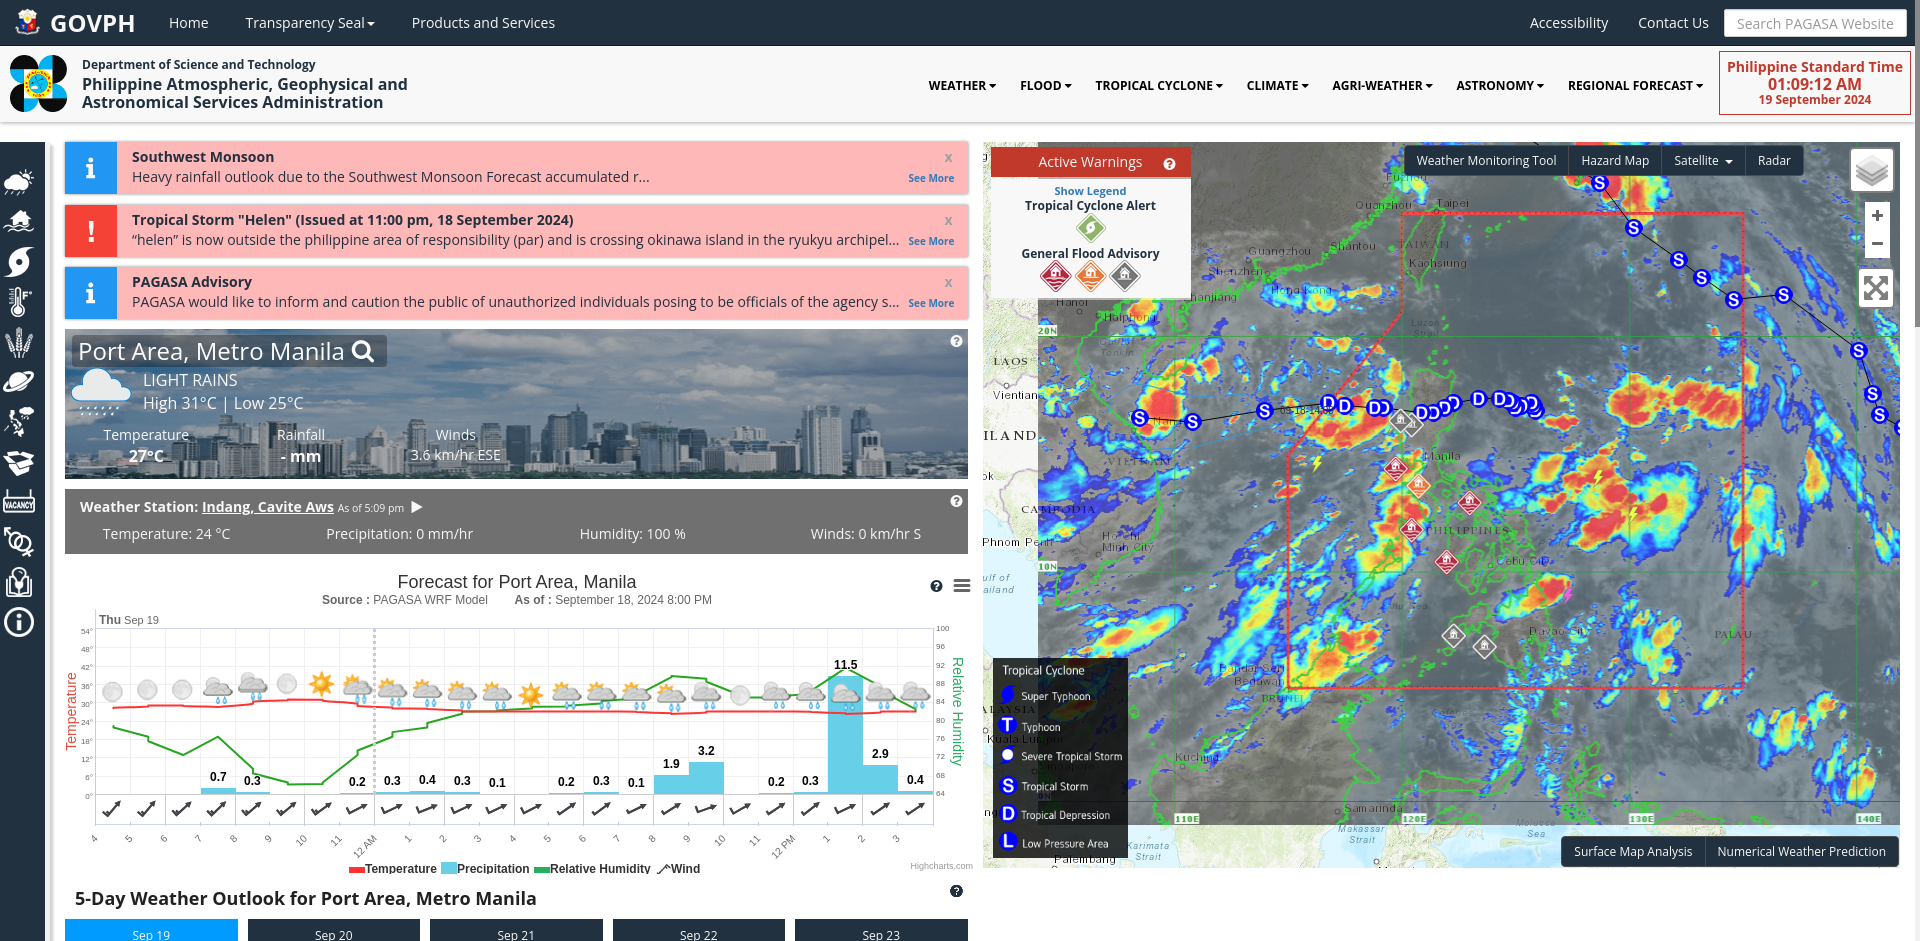 GOVPH
Home
Transparency Seal
Products and Services
Accessibility
Contact Us
Search PAGASA Website
Department of Science and Technology
Philippine Atmospheric, Geophysical and
Astronomical Services Administration
WEATHER
FLOOD
TROPICAL CYCLONE
CLIMATE
AGRI-WEATHER
ASTRONOMY
REGIONAL FORECAST
Philippine Standard Time
01:09:12 AM
19 September 2024
Southwest Monsoon
x
Heavy rainfall outlook due to the Southwest Monsoon Forecast accumulated r...
See More
Tropical Storm "Helen" (Issued at 11:00 pm, 18 September 2024)
x
“helen” is now outside the philippine area of responsibility (par) and is crossing okinawa island in the ryukyu archipel...
See More
PAGASA Advisory
x
PAGASA would like to inform and caution the public of unauthorized individuals posing to be officials of the agency s...
See More
Port Area, Metro Manila
LIGHT RAINS
High 31°C | Low 25°C
Temperature
27°C
Rainfall
- mm
Winds
3.6 km/hr ESE
Weather Station: Indang, Cavite Aws As of 5:09 pm
Temperature: 24 °C
Precipitation: 0 mm/hr
Humidity: 100 %
Winds: 0 km/hr S
VACANCY
Forecast for Port Area, Manila
Source : PAGASA WRF Model As of : September 18, 2024 8:00 PM
Thu Sep 19
54°
48°
42°
36°
30°
24°
18°
12°
6°
0°
Temperature
100
96
92
88
84
80
76
72
68
64
Relative Humidity
0.7
0.3
0.2
0.3
0.4
0.3
0.1
0.2
0.3
0.1
1.9
3.2
0.2
0.3
11.5
2.9
0.4
4
5
6
7
8
9
10
11
12 AM
1
2
3
4
5
6
7
8
9
10
11
12 PM
1
2
3
Temperature
Precipitation
Relative Humidity
Wind
Highcharts.com
5-Day Weather Outlook for Port Area, Metro Manila
Sep 19
Sep 20
Sep 21
Sep 22
Sep 23
Active Warnings
Show Legend
Tropical Cyclone Alert
General Flood Advisory
Weather Monitoring Tool
Hazard Map
Satellite
Radar
+
−
Quanzhou
Taipei
TAIWAN
Kaohsiung
Shantou
Guangzhou
Shenzhen
Hong Kong
Hanoi
Haiphong
LAOS
VIETNAM
CAMBODIA
Phnom Penh
Ho Chi
Minh City
Manila
PHILIPPINES
Cebu City
Davao City
PALAU
Bandar Seri
Begawan
BRUNEI
Kuching
Samarinda
Makassar
Strait
Molucca
Sea
Karimata
Strait
Palembang
20N
10N
110E
120E
130E
140E
Tropical Cyclone
Super Typhoon
T Typhoon
Severe Tropical Storm
S Tropical Storm
D Tropical Depression
L Low Pressure Area
Surface Map Analysis
Numerical Weather Prediction